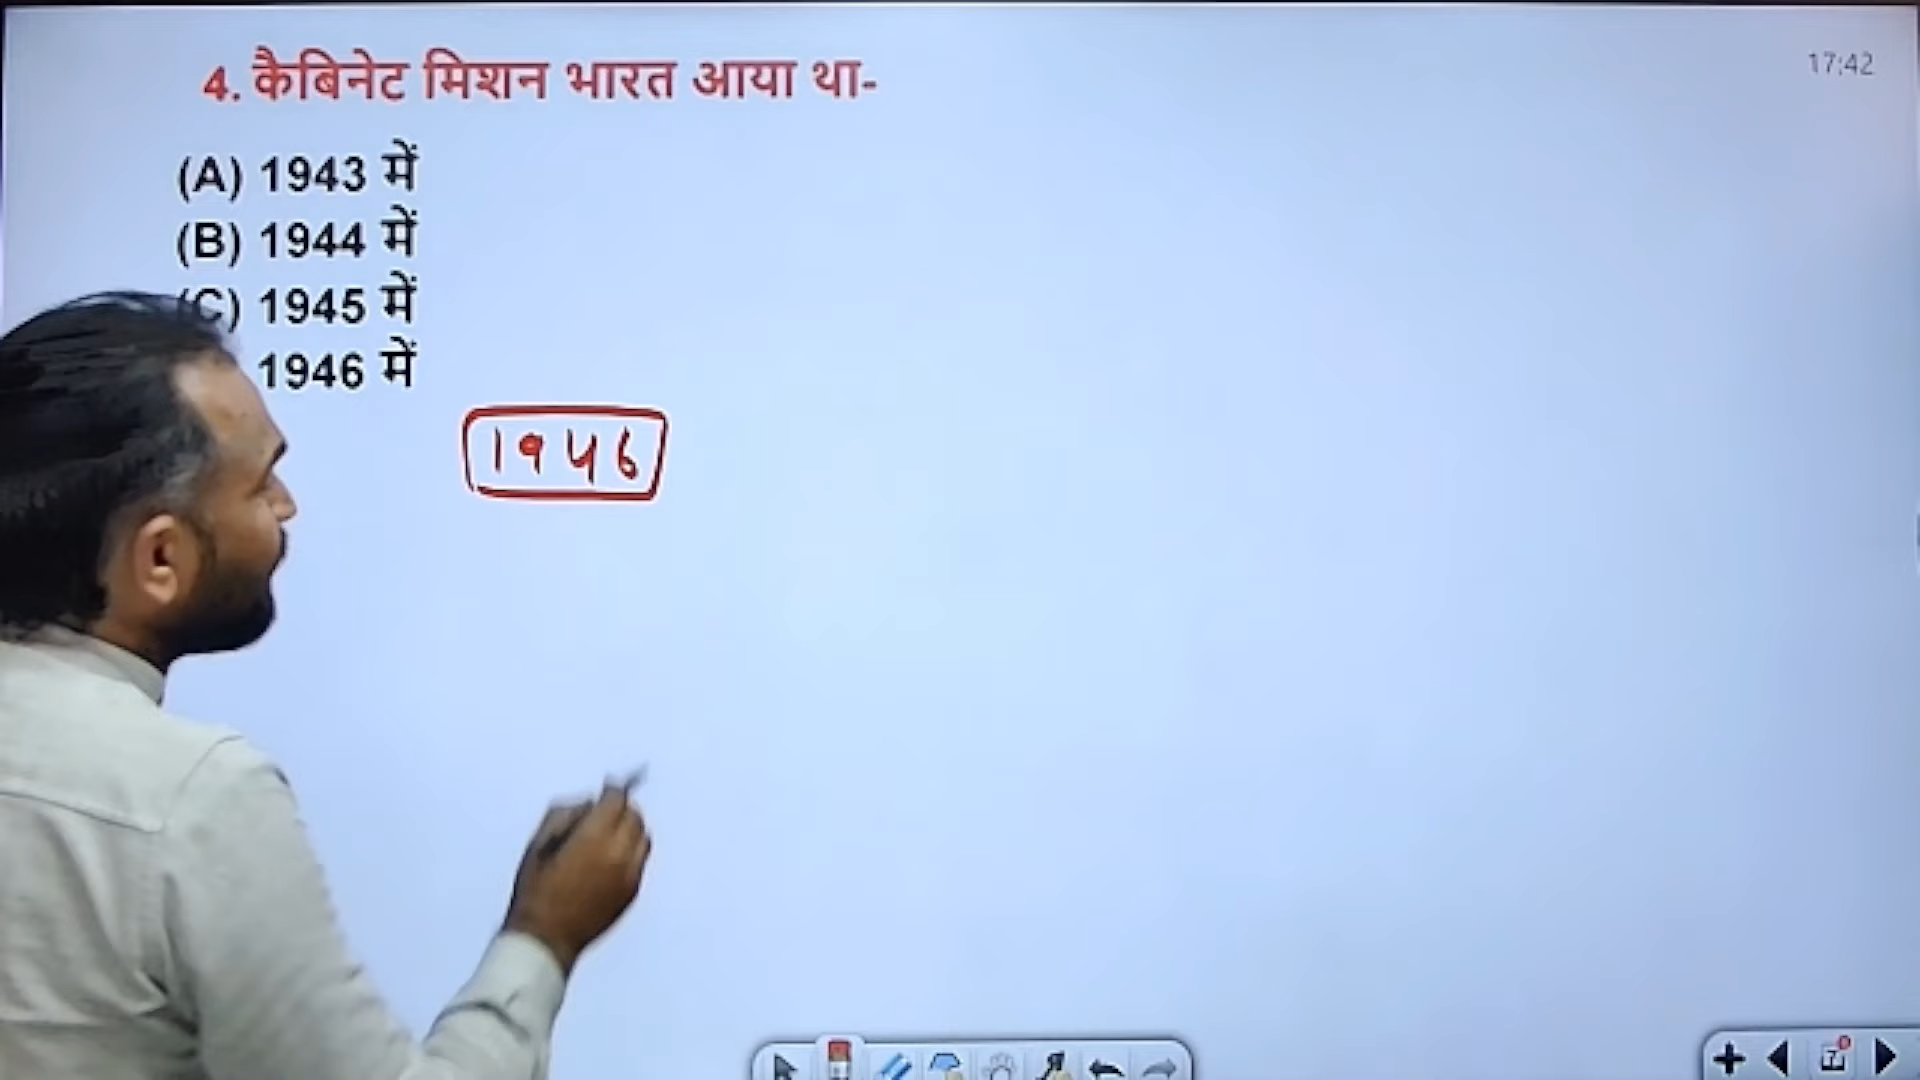 17:42
4. कैबिनेट मिशन भारत आया था-
(A) 1943 में
(B) 1944 में
(C) 1945 में
1946 में
1946